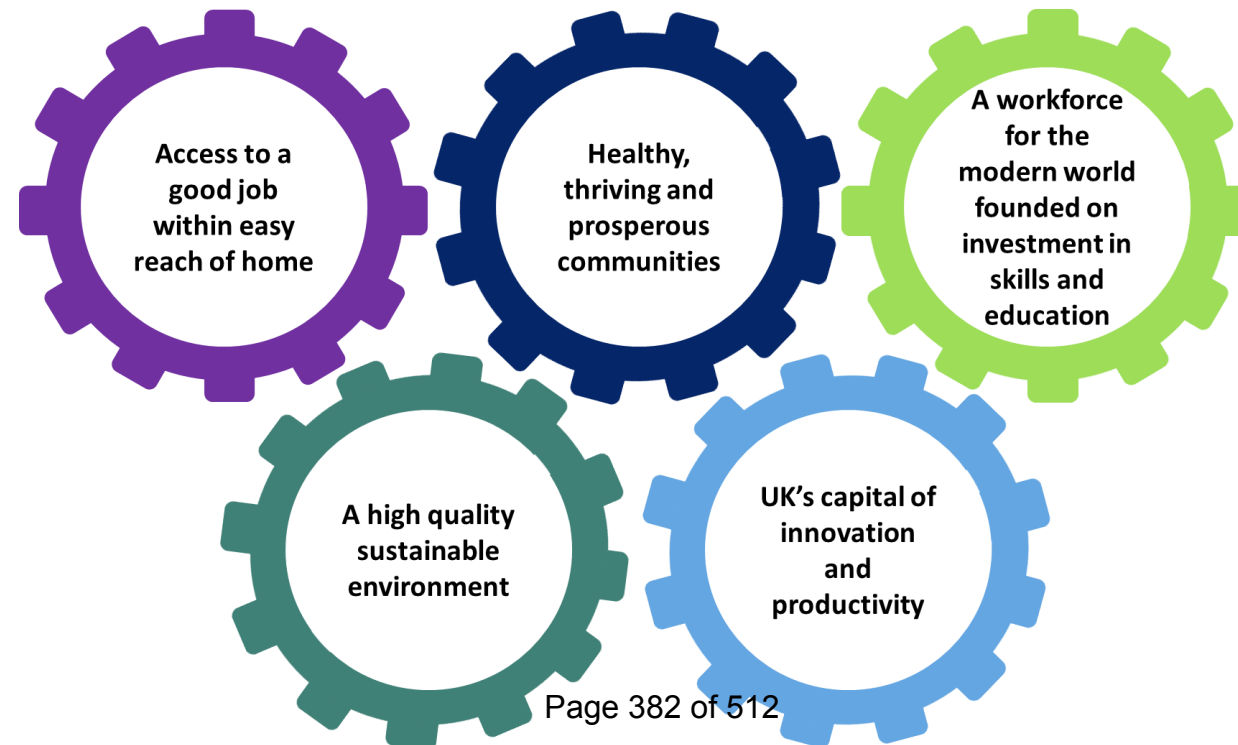 Access to a
good job
within easy
reach of home
Healthy,
thriving and
prosperous
communities
A workforce
for the
modern world
founded on
investment in
skills and
education
A high quality
sustainable
environment
UK’s capital of
innovation
and
productivity
Page 382 of 512